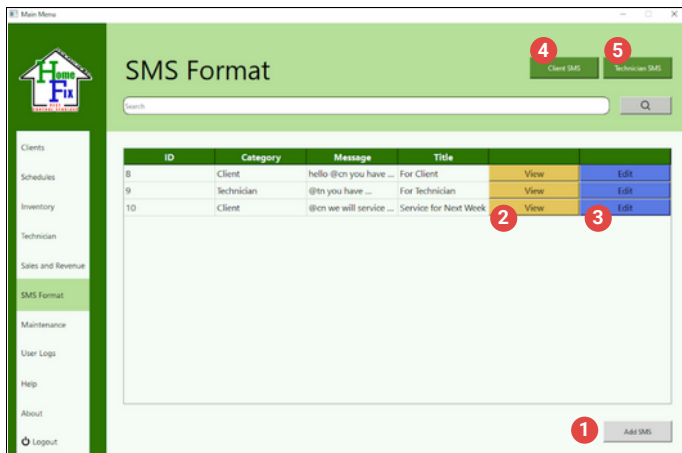 Main Menu
Home
Fix
PEST
CONTROL SERVICES
SMS Format
4
5
Client SMS
Technician SMS
Search
Clients
Schedules
Inventory
Technician
Sales and Revenue
SMS Format
Maintenance
User Logs
Help
About
Logout
ID Category Message Title
8 Client hello @cn you have ... For Client View Edit
9 Technician @tn you have ... For Technician View Edit
10 Client @cn we will service ... Service for Next Week View Edit
2
3
1
Add SMS